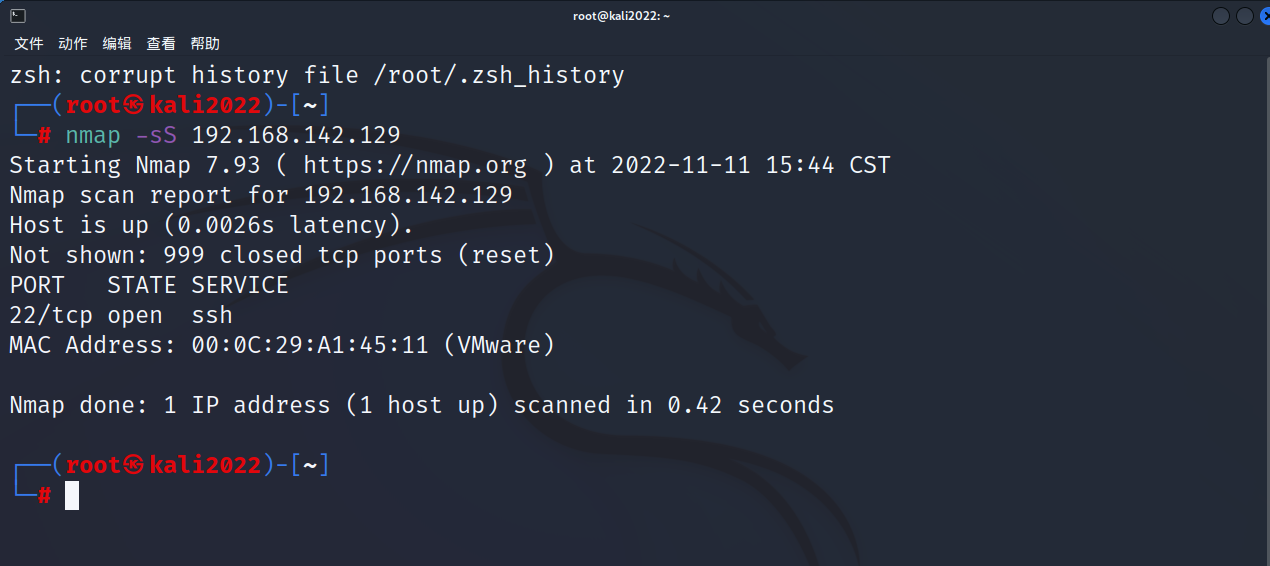 root@kali2022: ~
文件 动作 编辑 查看 帮助
zsh: corrupt history file /root/.zsh_history
┌──(root㉿kali2022)-[~]
└─# nmap -sS 192.168.142.129
Starting Nmap 7.93 ( https://nmap.org ) at 2022-11-11 15:44 CST
Nmap scan report for 192.168.142.129
Host is up (0.0026s latency).
Not shown: 999 closed tcp ports (reset)
PORT   STATE SERVICE
22/tcp open  ssh
MAC Address: 00:0C:29:A1:45:11 (VMware)
Nmap done: 1 IP address (1 host up) scanned in 0.42 seconds
┌──(root㉿kali2022)-[~]
└─#